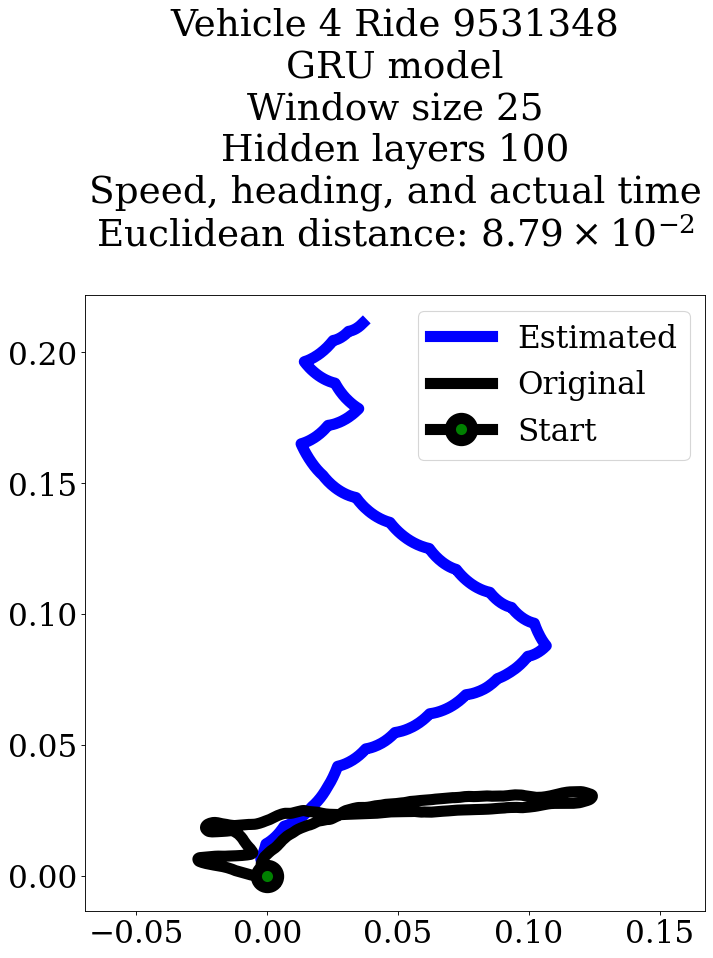 Vehicle 4 Ride 9531348
GRU model
Window size 25
Hidden layers 100
Speed, heading, and actual time
Euclidean distance: 8.79 × 10⁻²
Estimated
Original
Start
0.20
0.15
0.10
0.05
0.00
−0.05 0.00 0.05 0.10 0.15